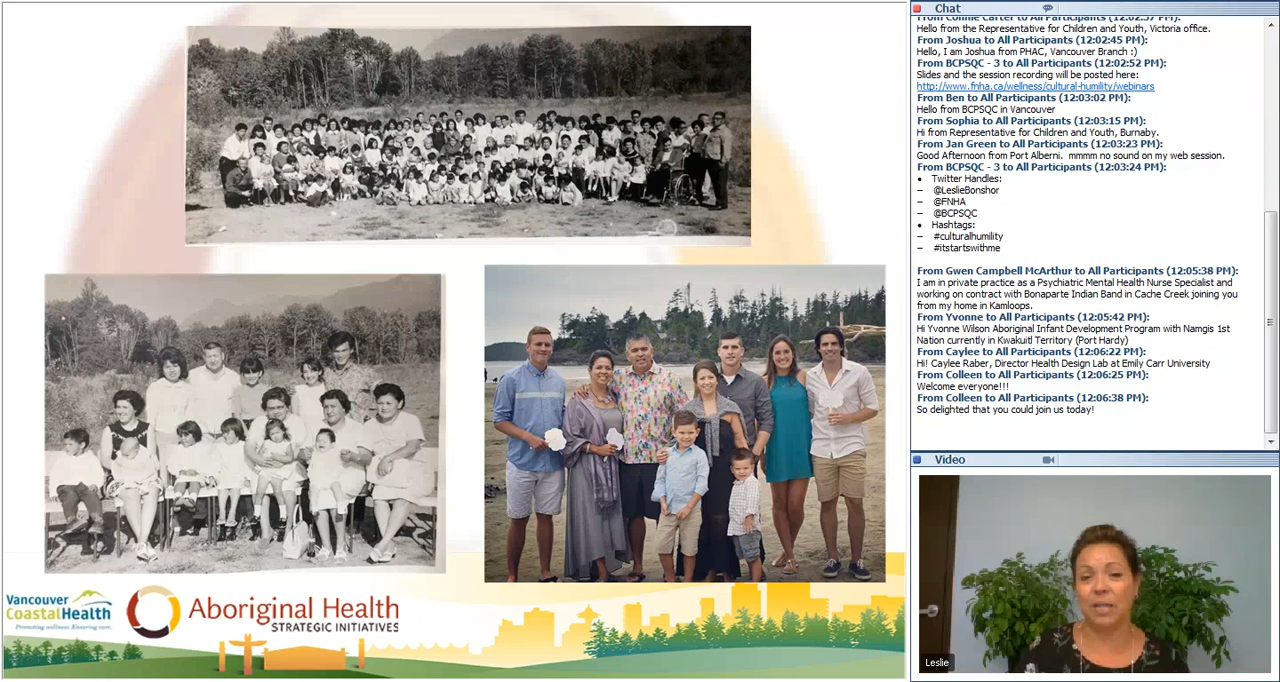 Vancouver
CoastalHealth
Promoting wellness. Ensuring care.
Aboriginal Health
STRATEGIC INITIATIVES
Chat
From Connie Carter to All Participants (12:02:37 PM):
Hello from the Representative for Children and Youth, Victoria office.
From Joshua to All Participants (12:02:45 PM):
Hello, I am Joshua from PHAC, Vancouver Branch :)
From BCPSQC - 3 to All Participants (12:02:52 PM):
Slides and the session recording will be posted here:
http://www.fnha.ca/wellness/cultural-humility/webinars
From Ben to All Participants (12:03:02 PM):
Hello from BCPSQC in Vancouver
From Sophia to All Participants (12:03:15 PM):
Hi from Representative for Children and Youth, Burnaby.
From Jan Green to All Participants (12:03:23 PM):
Good Afternoon from Port Alberni.  mmmm no sound on my web session.
From BCPSQC - 3 to All Participants (12:03:24 PM):
• Twitter Handles:
– @LeslieBonshor
– @FNHA
– @BCPSQC
• Hashtags:
– #culturalhumility
– #itstartswithme
From Gwen Campbell McArthur to All Participants (12:05:38 PM):
I am in private practice as a Psychiatric Mental Health Nurse Specialist and
working on contract with Bonaparte Indian Band in Cache Creek joining you
from my home in Kamloops.
From Yvonne to All Participants (12:05:42 PM):
Hi Yvonne Wilson Aboriginal Infant Development Program with Namgis 1st
Nation currently in Kwakuitl Territory (Port Hardy)
From Caylee to All Participants (12:06:22 PM):
Hi! Caylee Raber, Director Health Design Lab at Emily Carr University
From Colleen to All Participants (12:06:25 PM):
Welcome everyone!!!
From Colleen to All Participants (12:06:38 PM):
So delighted that you could join us today!
Video
Leslie